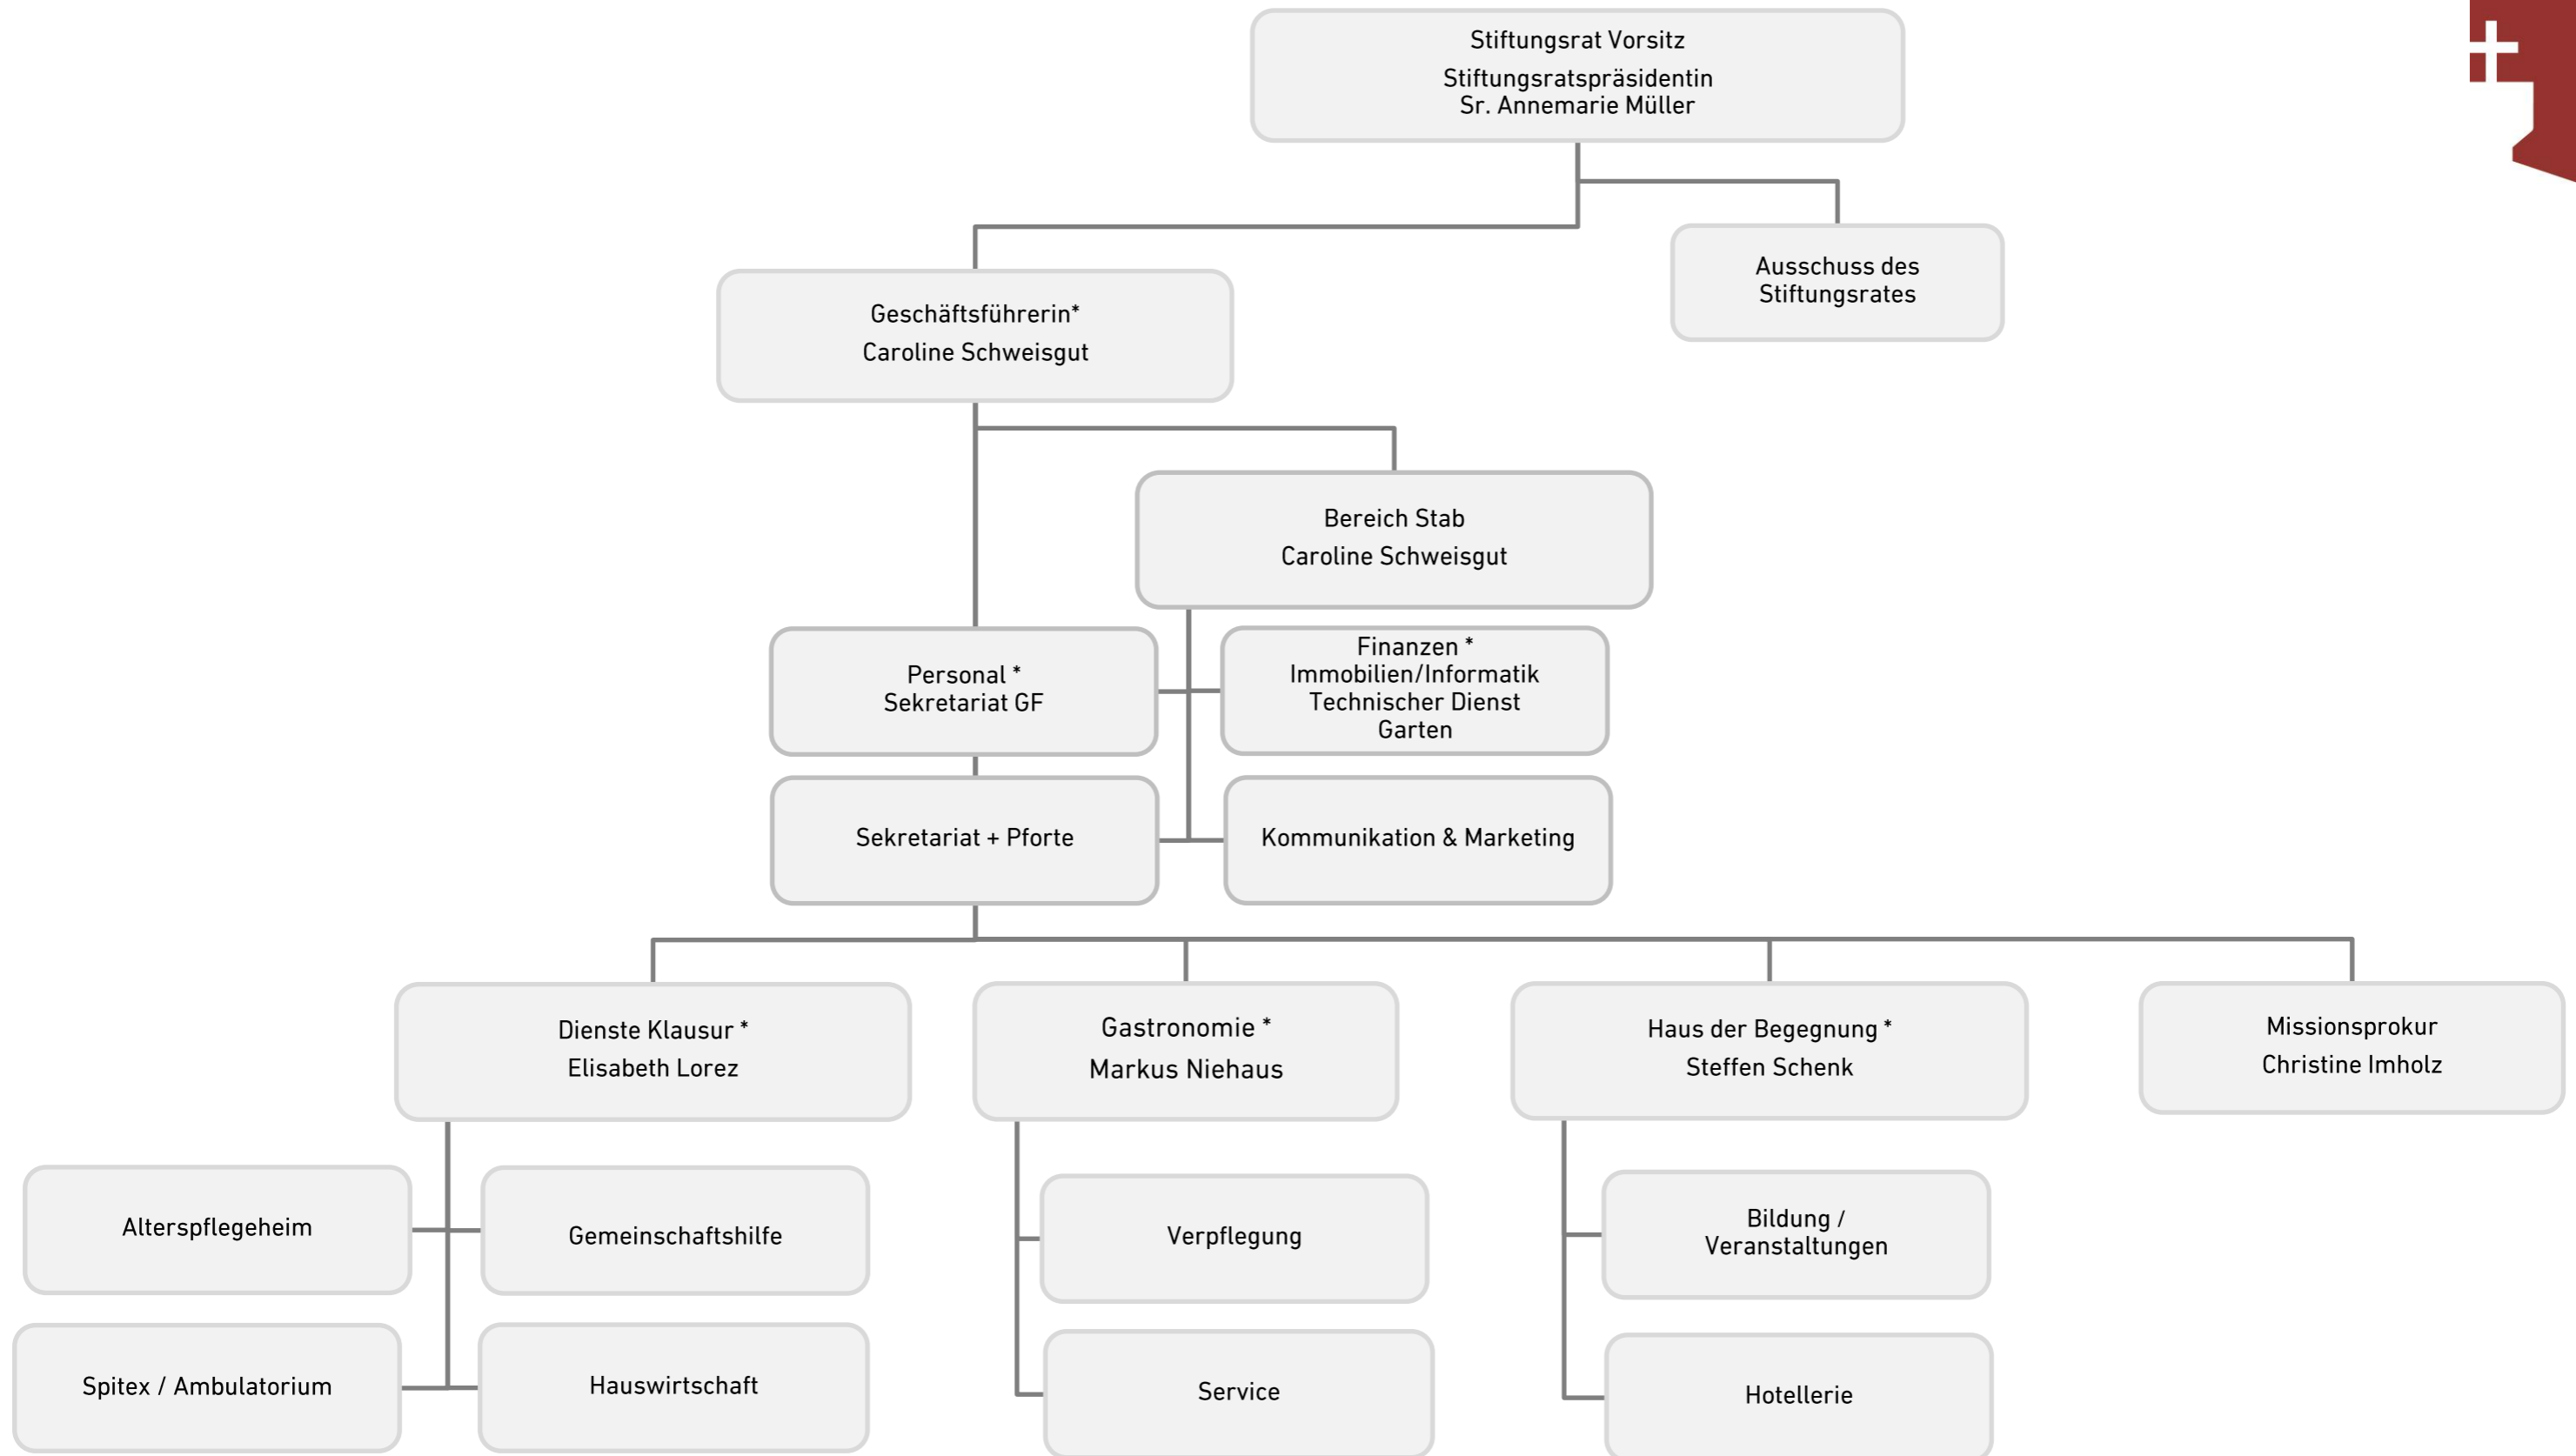 Stiftungsrat Vorsitz
Stiftungsratspräsidentin
Sr. Annemarie Müller
Ausschuss des
Stiftungsrates
Geschäftsführerin*
Caroline Schweisgut
Bereich Stab
Caroline Schweisgut
Personal *
Sekretariat GF
Finanzen *
Immobilien/Informatik
Technischer Dienst
Garten
Sekretariat + Pforte
Kommunikation & Marketing
Dienste Klausur *
Elisabeth Lorez
Gastronomie *
Markus Niehaus
Haus der Begegnung *
Steffen Schenk
Missionsprokur
Christine Imholz
Alterspflegeheim
Gemeinschaftshilfe
Verpflegung
Bildung /
Veranstaltungen
Spitex / Ambulatorium
Hauswirtschaft
Service
Hotellerie